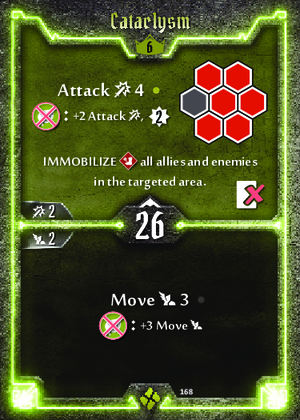 Cataclysm
6
Attack 4
: +2 Attack , 2
IMMOBILIZE all allies and enemies
in the targeted area.
2
26
2
Move 3
: +3 Move
168